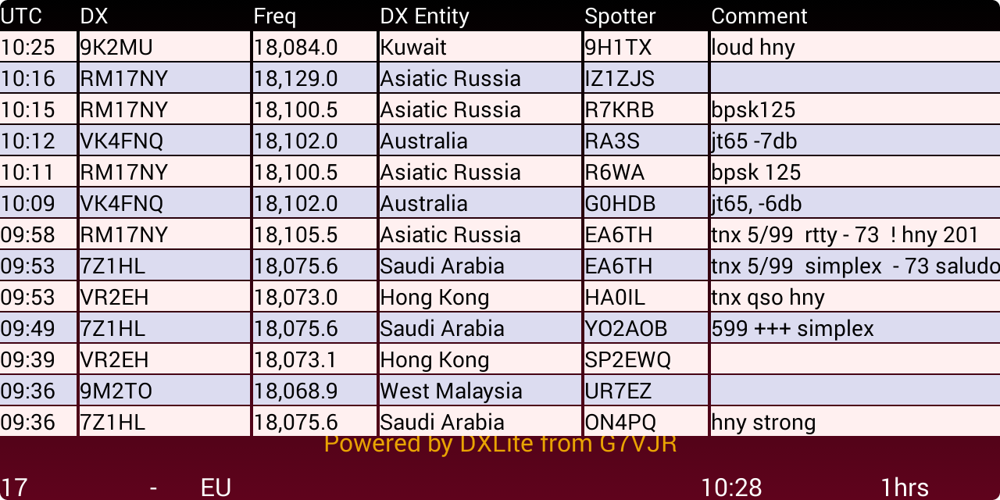 UTC DX Freq DX Entity Spotter Comment
10:25 9K2MU 18,084.0 Kuwait 9H1TX loud hny
10:16 RM17NY 18,129.0 Asiatic Russia IZ1ZJS
10:15 RM17NY 18,100.5 Asiatic Russia R7KRB bpsk125
10:12 VK4FNQ 18,102.0 Australia RA3S jt65 -7db
10:11 RM17NY 18,100.5 Asiatic Russia R6WA bpsk 125
10:09 VK4FNQ 18,102.0 Australia G0HDB jt65, -6db
09:58 RM17NY 18,105.5 Asiatic Russia EA6TH tnx 5/99  rtty - 73  ! hny 201
09:53 7Z1HL 18,075.6 Saudi Arabia EA6TH tnx 5/99  simplex  - 73 saludo
09:53 VR2EH 18,073.0 Hong Kong HA0IL tnx qso hny
09:49 7Z1HL 18,075.6 Saudi Arabia YO2AOB 599 +++ simplex
09:39 VR2EH 18,073.1 Hong Kong SP2EWQ
09:36 9M2TO 18,068.9 West Malaysia UR7EZ
09:36 7Z1HL 18,075.6 Saudi Arabia ON4PQ hny strong
Powered by DXLite from G7VJR
17 - EU 10:28 1hrs